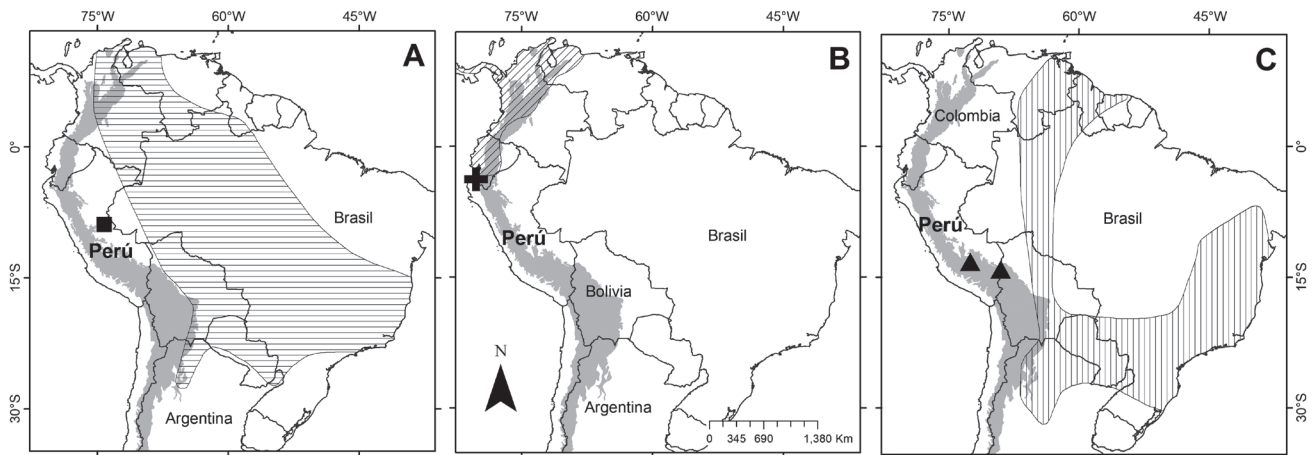 75°W 60°W 45°W
75°W 60°W 45°W
75°W 60°W 45°W
A
Perú
Brasil
Argentina
0°
15°S
30°S
B
Perú
Bolivia
Brasil
Argentina
N
0 345 690 1,380 Km
C
Colombia
Perú
Brasil
0°
15°S
30°S